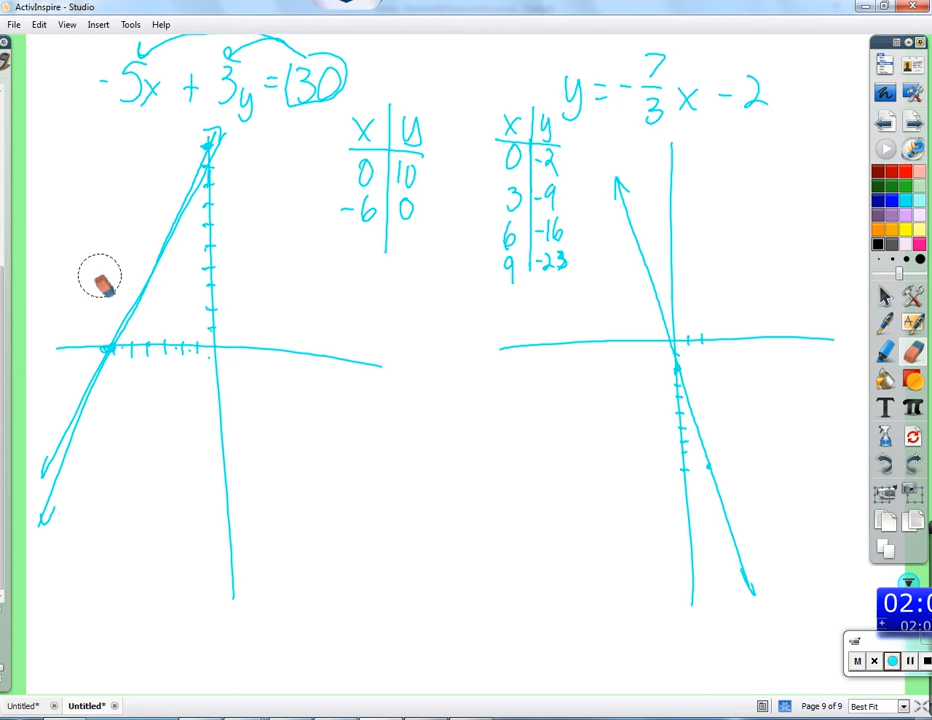 ActivInspire - Studio
File Edit View Insert Tools Help
-5x + 3y = 30
x y
0 10
-6 0
y = -7/3 x - 2
x y
0 -2
3 -9
6 -16
9 -23
T π
02:0
02:0
M
Untitled* Untitled*
Page 9 of 9 Best Fit